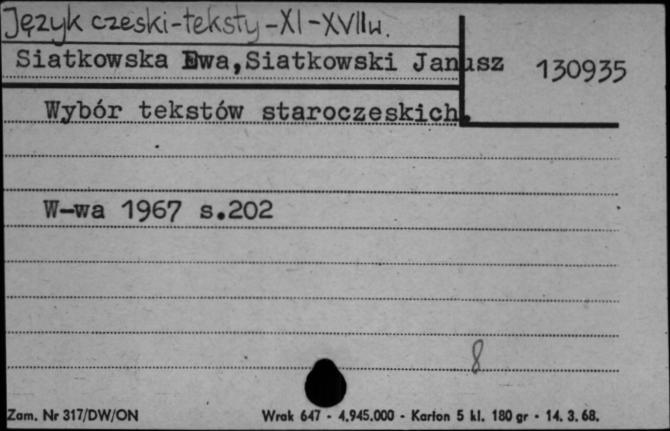 Język czeski-teksty-XI-XVIIw.
Siatkowska Ewa,Siatkowski Janusz 130935
Wybór tekstów staroczeskich.
W-wa 1967 s.202
8
Zam. Nr 317/DW/ON Wrak 647 - 4.945.000 - Karton 5 kl. 180 gr - 14. 3. 68.